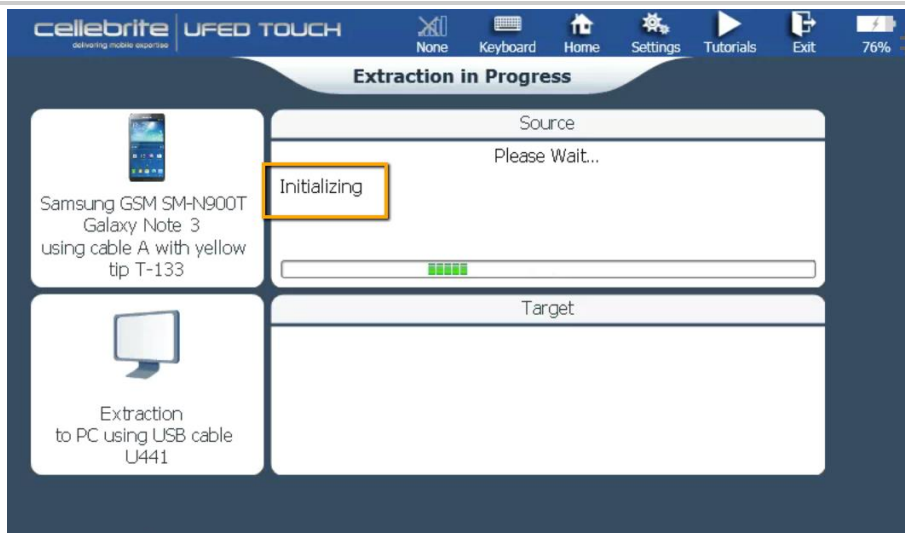 Cellebrite UFED TOUCH
delivering mobile expertise
None Keyboard Home Settings Tutorials Exit 76%
Extraction in Progress
Source
Please Wait...
Initializing
Samsung GSM SM-N900T
Galaxy Note 3
using cable A with yellow
tip T-133
Target
Extraction
to PC using USB cable
U441